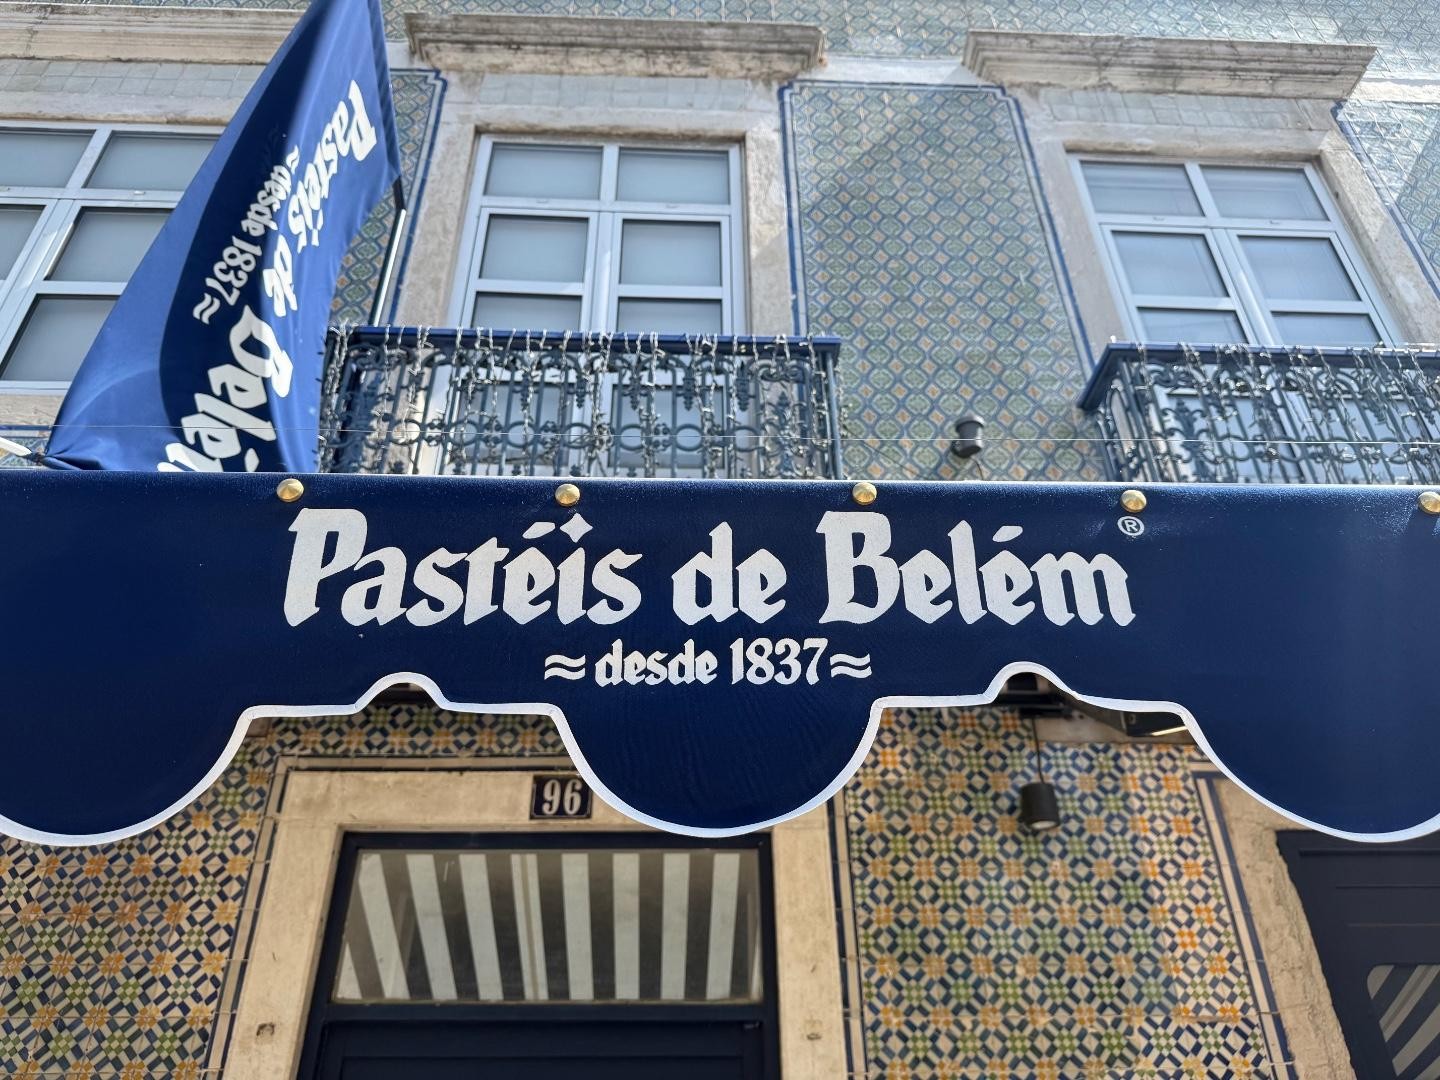 Pastéis de
Belém
≈desde 1837≈
Pastéis de Belém®
≈desde 1837≈
96